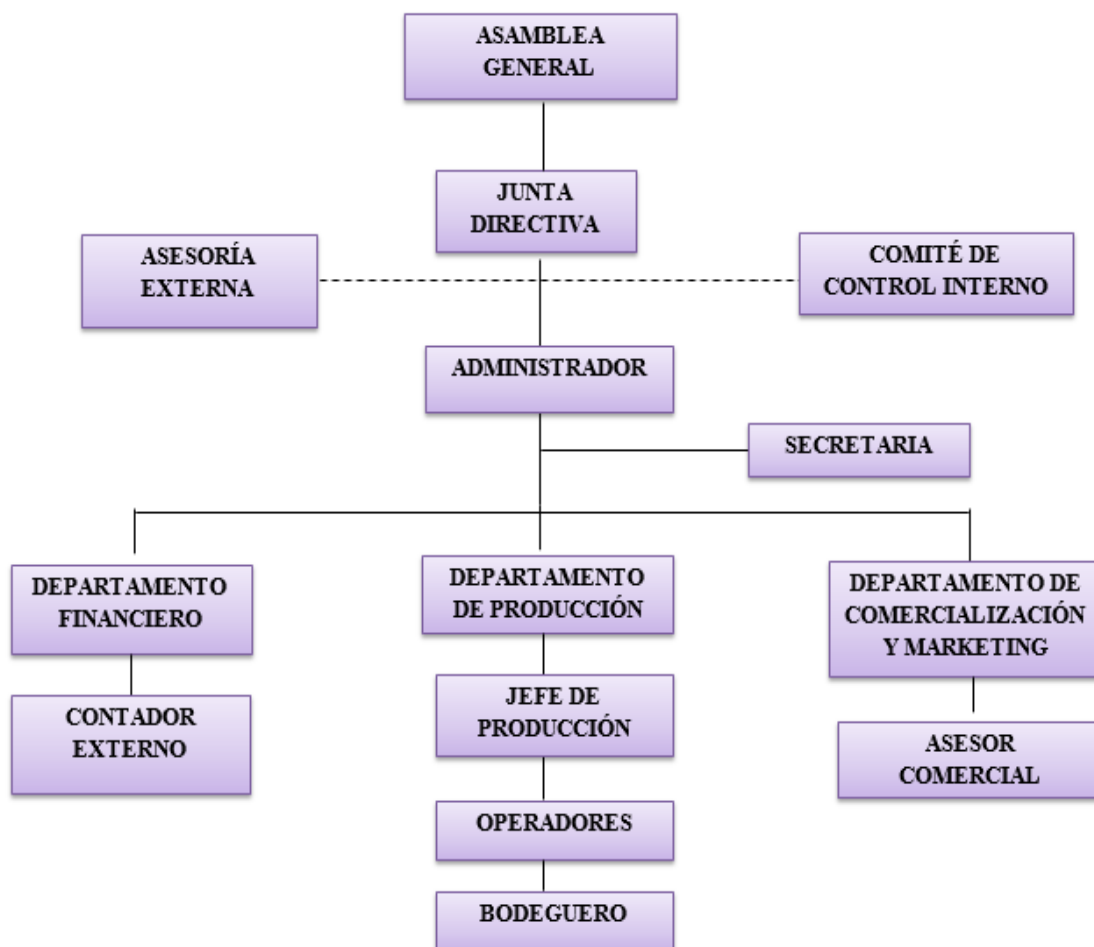 ASAMBLEA
GENERAL
JUNTA
DIRECTIVA
ASESORÍA
EXTERNA
COMITÉ DE
CONTROL INTERNO
ADMINISTRADOR
SECRETARIA
DEPARTAMENTO
FINANCIERO
DEPARTAMENTO
DE PRODUCCIÓN
DEPARTAMENTO DE
COMERCIALIZACIÓN
Y MARKETING
CONTADOR
EXTERNO
JEFE DE
PRODUCCIÓN
ASESOR
COMERCIAL
OPERADORES
BODEGUERO